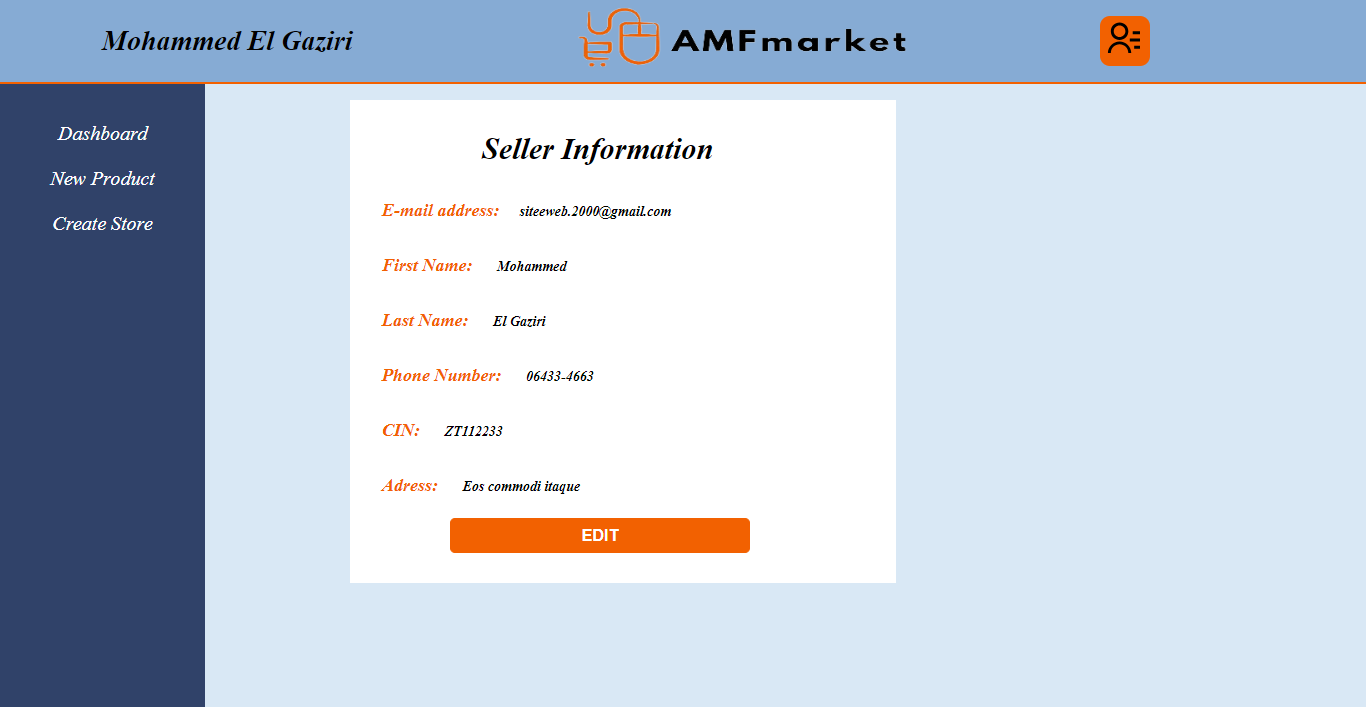 Mohammed El Gaziri
AMFmarket
Dashboard
New Product
Create Store
Seller Information
E-mail address: siteeweb.2000@gmail.com
First Name: Mohammed
Last Name: El Gaziri
Phone Number: 06433-4663
CIN: ZT112233
Adress: Eos commodi itaque
EDIT